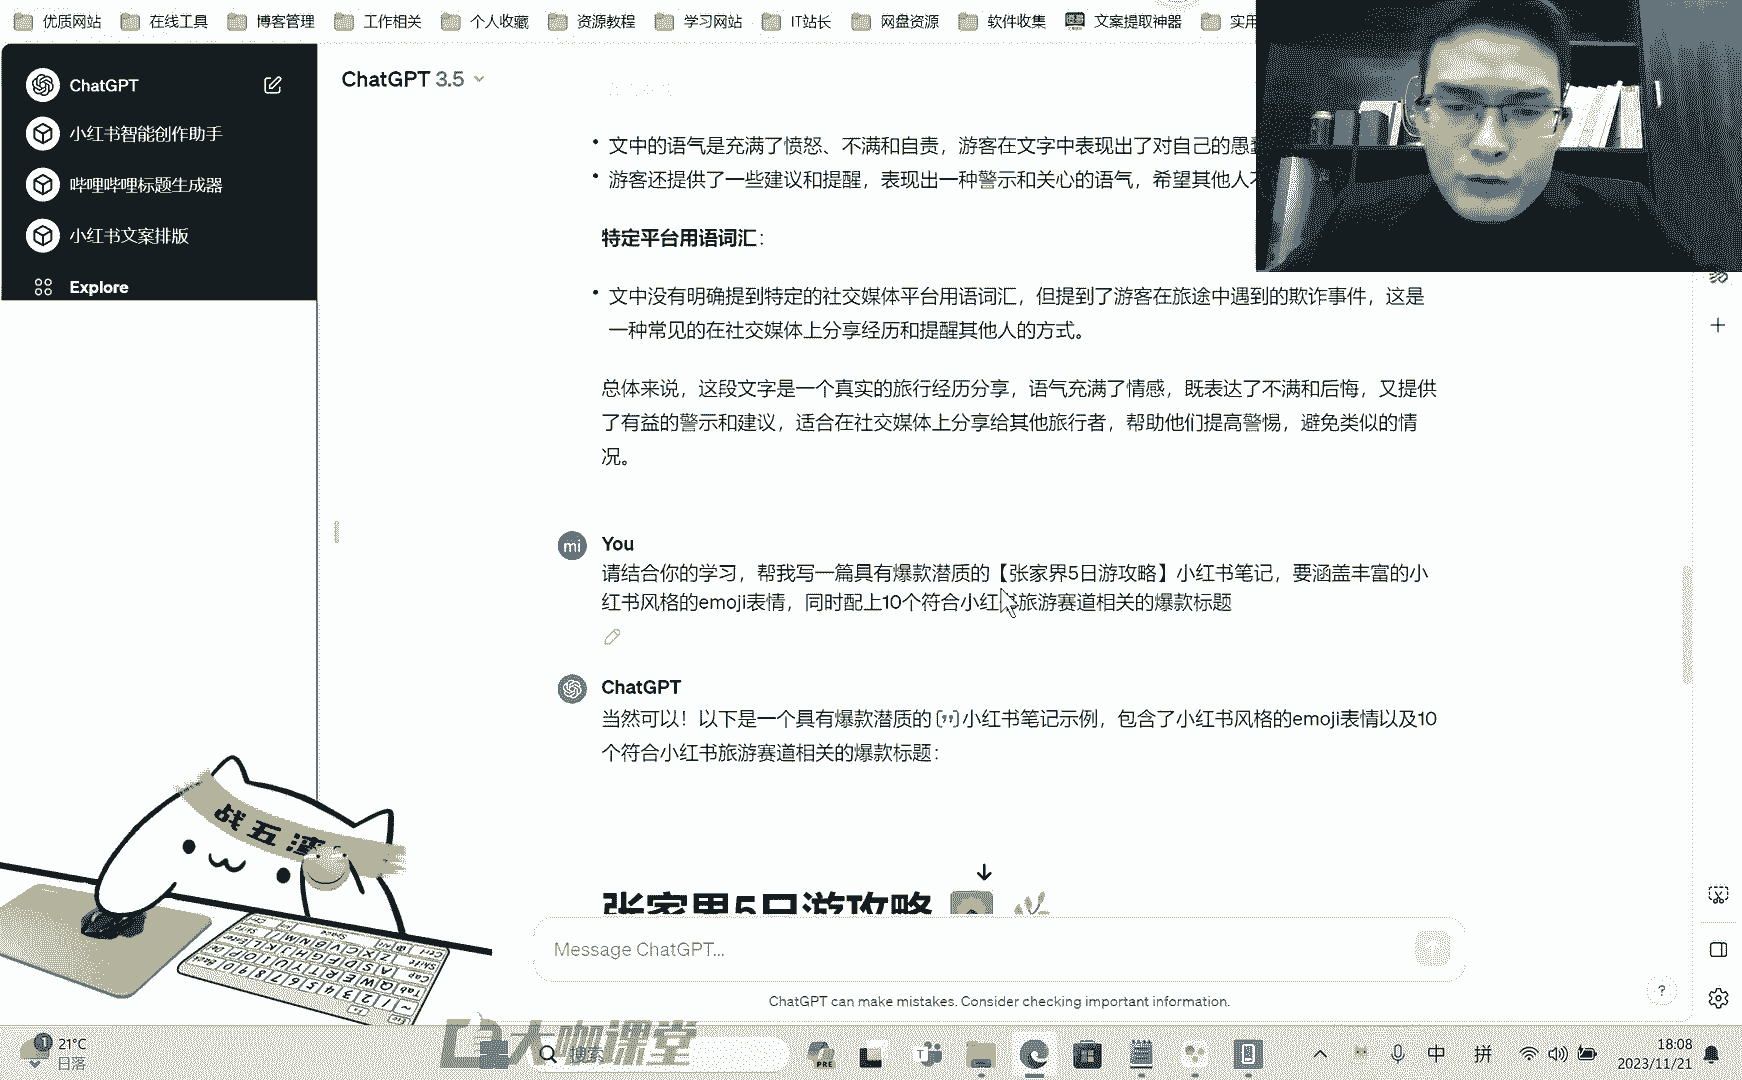 优质网站 在线工具 博客管理 工作相关 个人收藏 资源教程 学习网站 IT站长 网盘资源 软件收集 文案提取神器 实用
ChatGPT
小红书智能创作助手
哔哩哔哩标题生成器
小红书文案排版
Explore
ChatGPT 3.5
文中的语气是充满了愤怒、不满和自责，游客在文字中表现出了对自己的愚
游客还提供了一些建议和提醒，表现出一种警示和关心的语气，希望其他人
特定平台用语词汇：
文中没有明确提到特定的社交媒体平台用语词汇，但提到了游客在旅途中遇到的欺诈事件，这是
一种常见的在社交媒体上分享经历和提醒其他人的方式。
总体来说，这段文字是一个真实的旅行经历分享，语气充满了情感，既表达了不满和后悔，又提供
了有益的警示和建议，适合在社交媒体上分享给其他旅行者，帮助他们提高警惕，避免类似的情
况。
mi
You
请结合你的学习，帮我写一篇具有爆款潜质的【张家界5日游攻略】小红书笔记，要涵盖丰富的小
红书风格的emoji表情，同时配上10个符合小红书旅游赛道相关的爆款标题
ChatGPT
当然可以！以下是一个具有爆款潜质的小红书笔记示例，包含了小红书风格的emoji表情以及10
个符合小红书旅游赛道相关的爆款标题：
张家界5日游攻略
Message ChatGPT...
ChatGPT can make mistakes. Consider checking important information.
?
战五渣
大咖课堂
1
21°C
日落
搜索
PRE
中
拼
18:08
2023/11/21